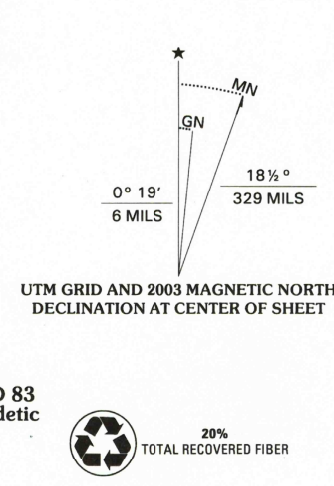 ★
MN
GN
0° 19′
6 MILS
18½°
329 MILS
UTM GRID AND 2003 MAGNETIC NORTH
DECLINATION AT CENTER OF SHEET
83
20%
TOTAL RECOVERED FIBER